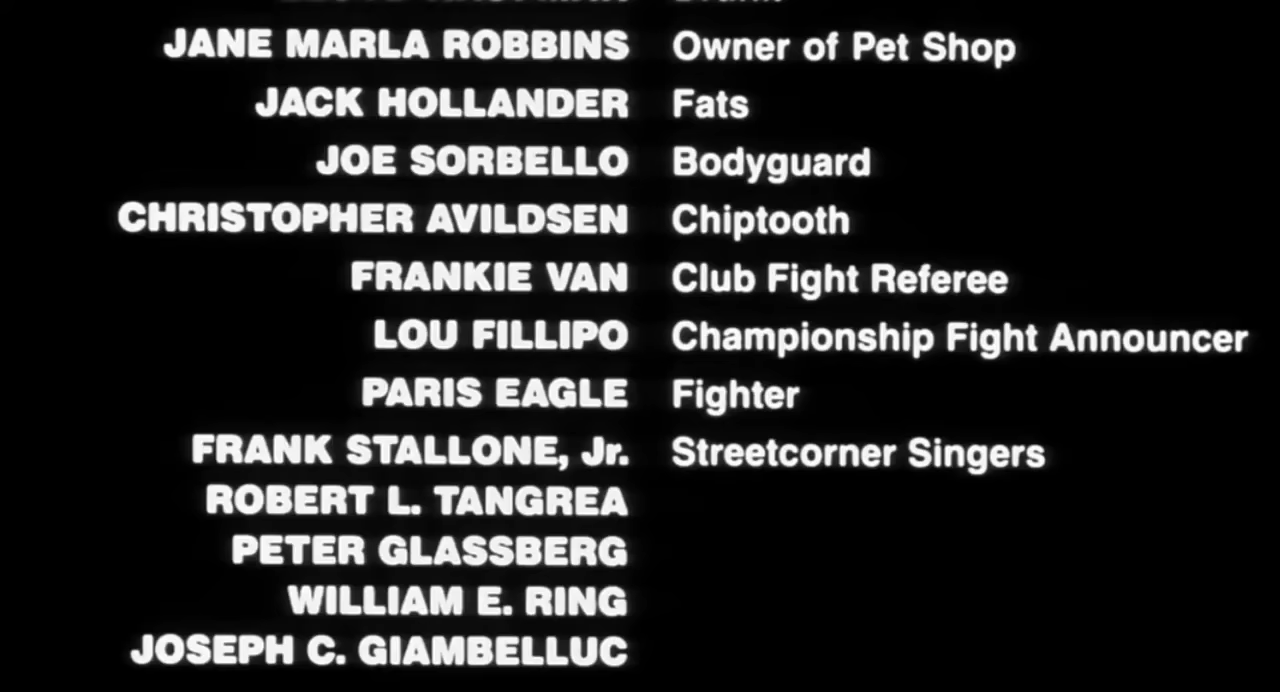 JANE MARLA ROBBINS Owner of Pet Shop
JACK HOLLANDER Fats
JOE SORBELLO Bodyguard
CHRISTOPHER AVILDSEN Chiptooth
FRANKIE VAN Club Fight Referee
LOU FILLIPO Championship Fight Announcer
PARIS EAGLE Fighter
FRANK STALLONE, Jr. Streetcorner Singers
ROBERT L. TANGREA
PETER GLASSBERG
WILLIAM E. RING
JOSEPH C. GIAMBELLUC